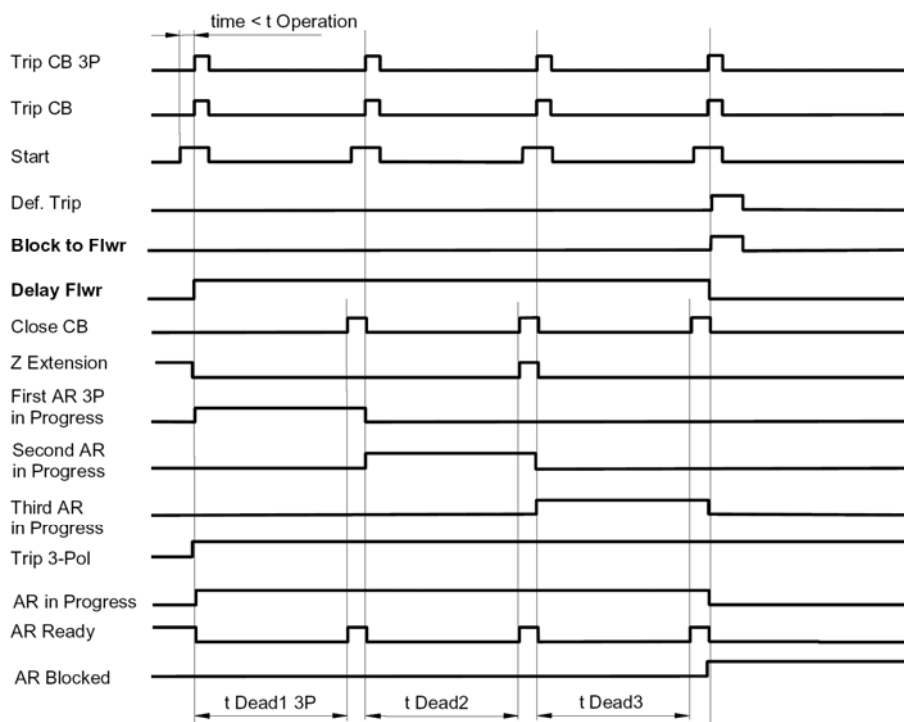 time < t Operation
Trip CB 3P
Trip CB
Start
Def. Trip
Block to Flwr
Delay Flwr
Close CB
Z Extension
First AR 3P
in Progress
Second AR
in Progress
Third AR
in Progress
Trip 3-Pol
AR in Progress
AR Ready
AR Blocked
t Dead1 3P
t Dead2
t Dead3